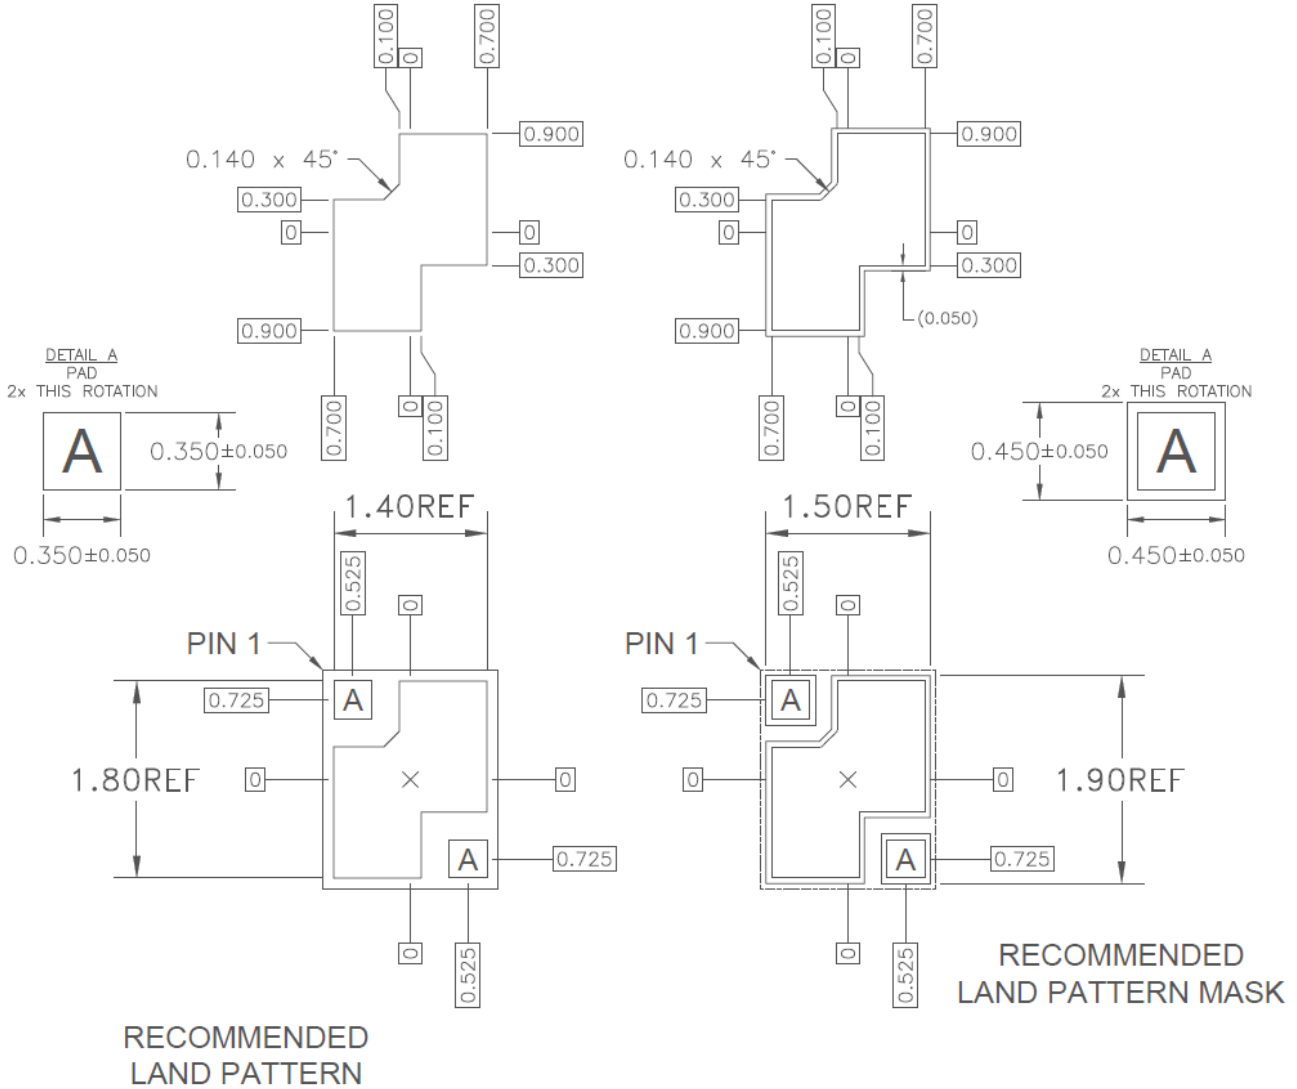 0.100
0
0.700
0.100
0
0.700
0.900
0.900
0.140 x 45°
0.140 x 45°
0.300
0.300
0
0
0
0
0.300
0.300
0.900
0.900
(0.050)
DETAIL A
PAD
2x THIS ROTATION
A
0.350±0.050
0.350±0.050
0.700
0
0.100
0.700
0
0.100
DETAIL A
PAD
2x THIS ROTATION
A
0.450±0.050
0.450±0.050
1.40REF
1.50REF
0.525
0
0.525
0
PIN 1
PIN 1
0.725
A
0.725
A
1.80REF
0
0
0
0
1.90REF
A
0.725
A
0.725
0
0.525
0
0.525
RECOMMENDED
LAND PATTERN MASK
RECOMMENDED
LAND PATTERN